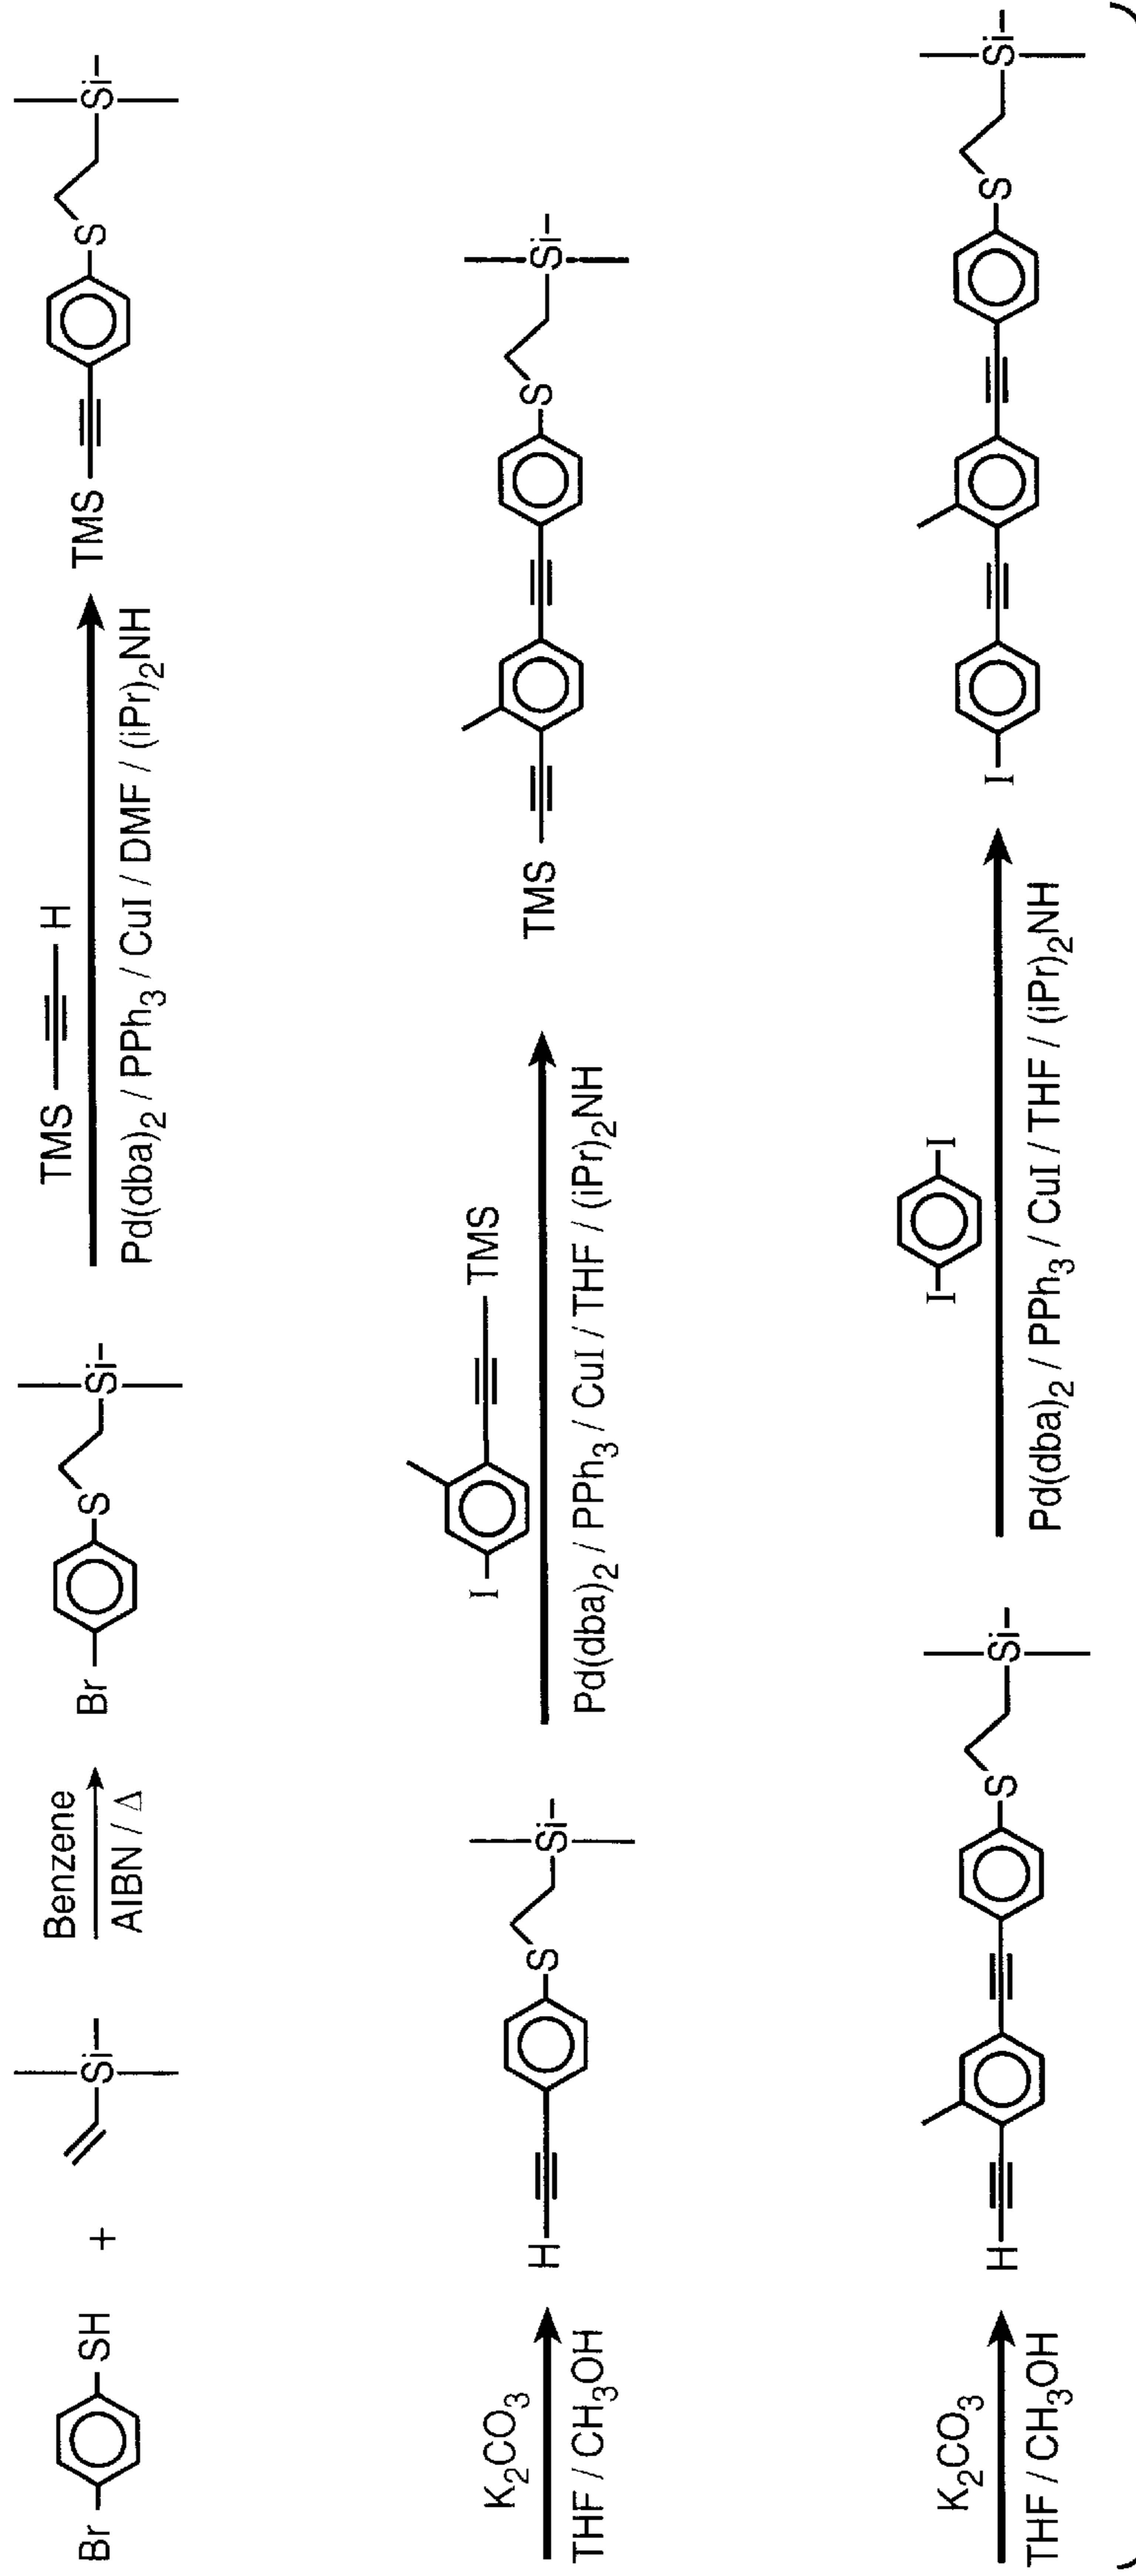 Br SH + Si Benzene Br S Si TMS H TMS S Si
AIBN / Δ Pd(dba)2 / PPh3 / CuI / DMF / (iPr)2NH
K2CO3 H S Si I TMS TMS S Si
THF / CH3OH Pd(dba)2 / PPh3 / CuI / THF / (iPr)2NH
K2CO3 H S Si I I I S Si
THF / CH3OH Pd(dba)2 / PPh3 / CuI / THF / (iPr)2NH